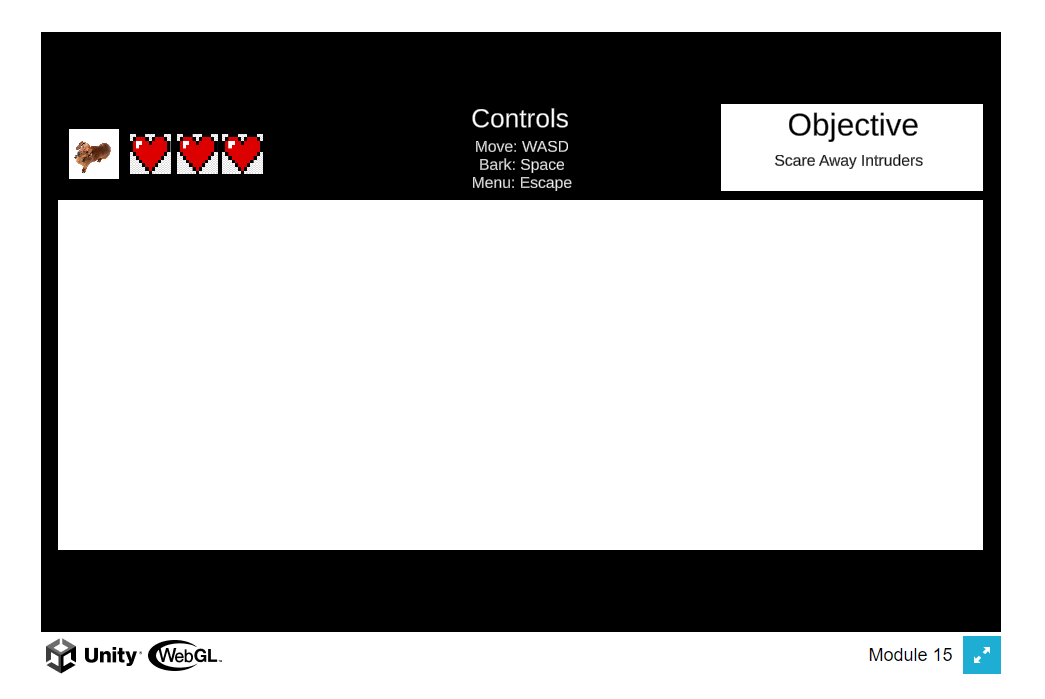 Controls
Move: WASD
Bark: Space
Menu: Escape
Objective
Scare Away Intruders
Unity
WebGL
Module 15